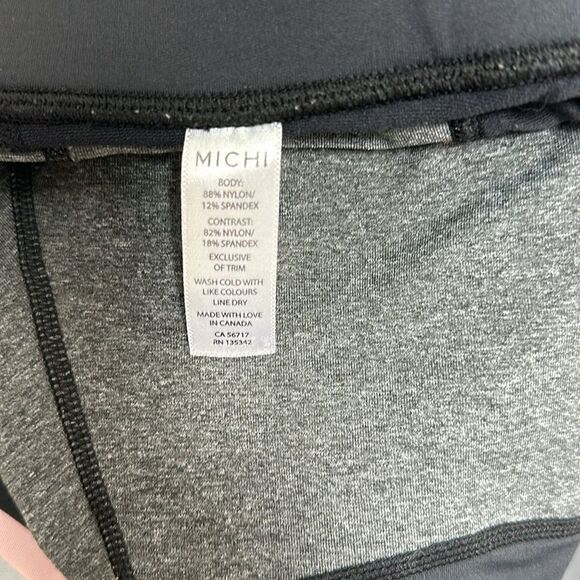 MICHI
BODY:
88% NYLON/
12% SPANDEX
CONTRAST:
82% NYLON/
18% SPANDEX
EXCLUSIVE
OF TRIM
WASH COLD WITH
LIKE COLOURS
LINE DRY
MADE WITH LOVE
IN CANADA
CA 56717
RN 135342